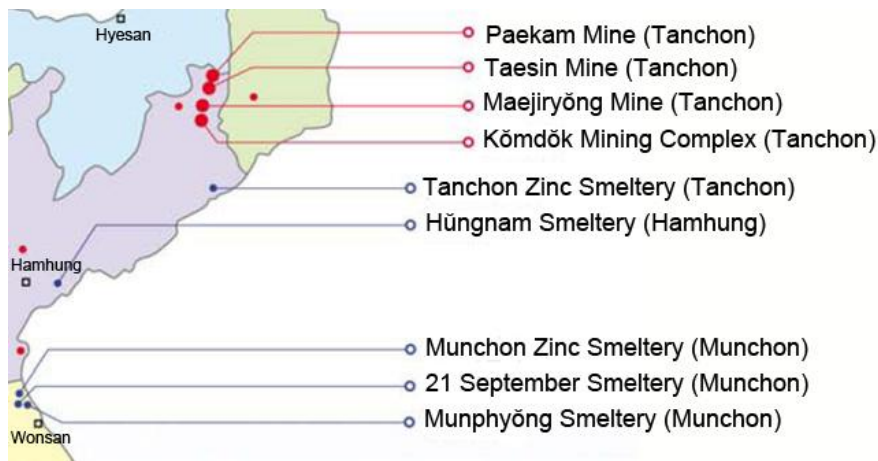 Hyesan
Paekam Mine (Tanchon)
Taesin Mine (Tanchon)
Maejiryŏng Mine (Tanchon)
Kŏmdŏk Mining Complex (Tanchon)
Tanchon Zinc Smeltery (Tanchon)
Hŭngnam Smeltery (Hamhung)
Hamhung
Munchon Zinc Smeltery (Munchon)
21 September Smeltery (Munchon)
Munphyŏng Smeltery (Munchon)
Wonsan